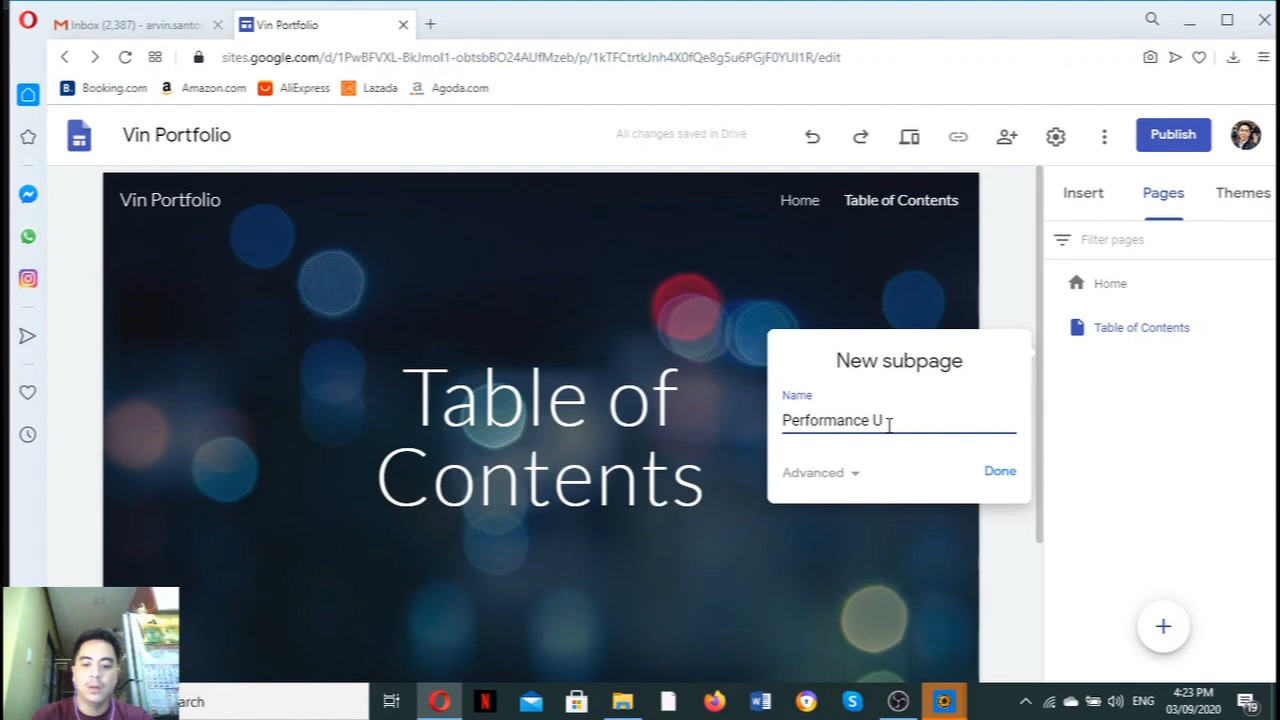 Inbox (2,387) - arvin.santos
Vin Portfolio
sites.google.com/d/1PwBFVXL-BkJmoI1-obtsbBO24AUfMzeb/p/1kTFCtrtkJnh4X0fQe8g5u6PGjF0YUI1R/edit
Booking.com
Amazon.com
AliExpress
Lazada
Agoda.com
Vin Portfolio
All changes saved in Drive
Publish
Vin Portfolio
Home
Table of Contents
Insert
Pages
Themes
Filter pages
Home
Table of Contents
Table of
Contents
New subpage
Name
Performance U
Advanced
Done
arch
ENG
4:23 PM
03/09/2020
19